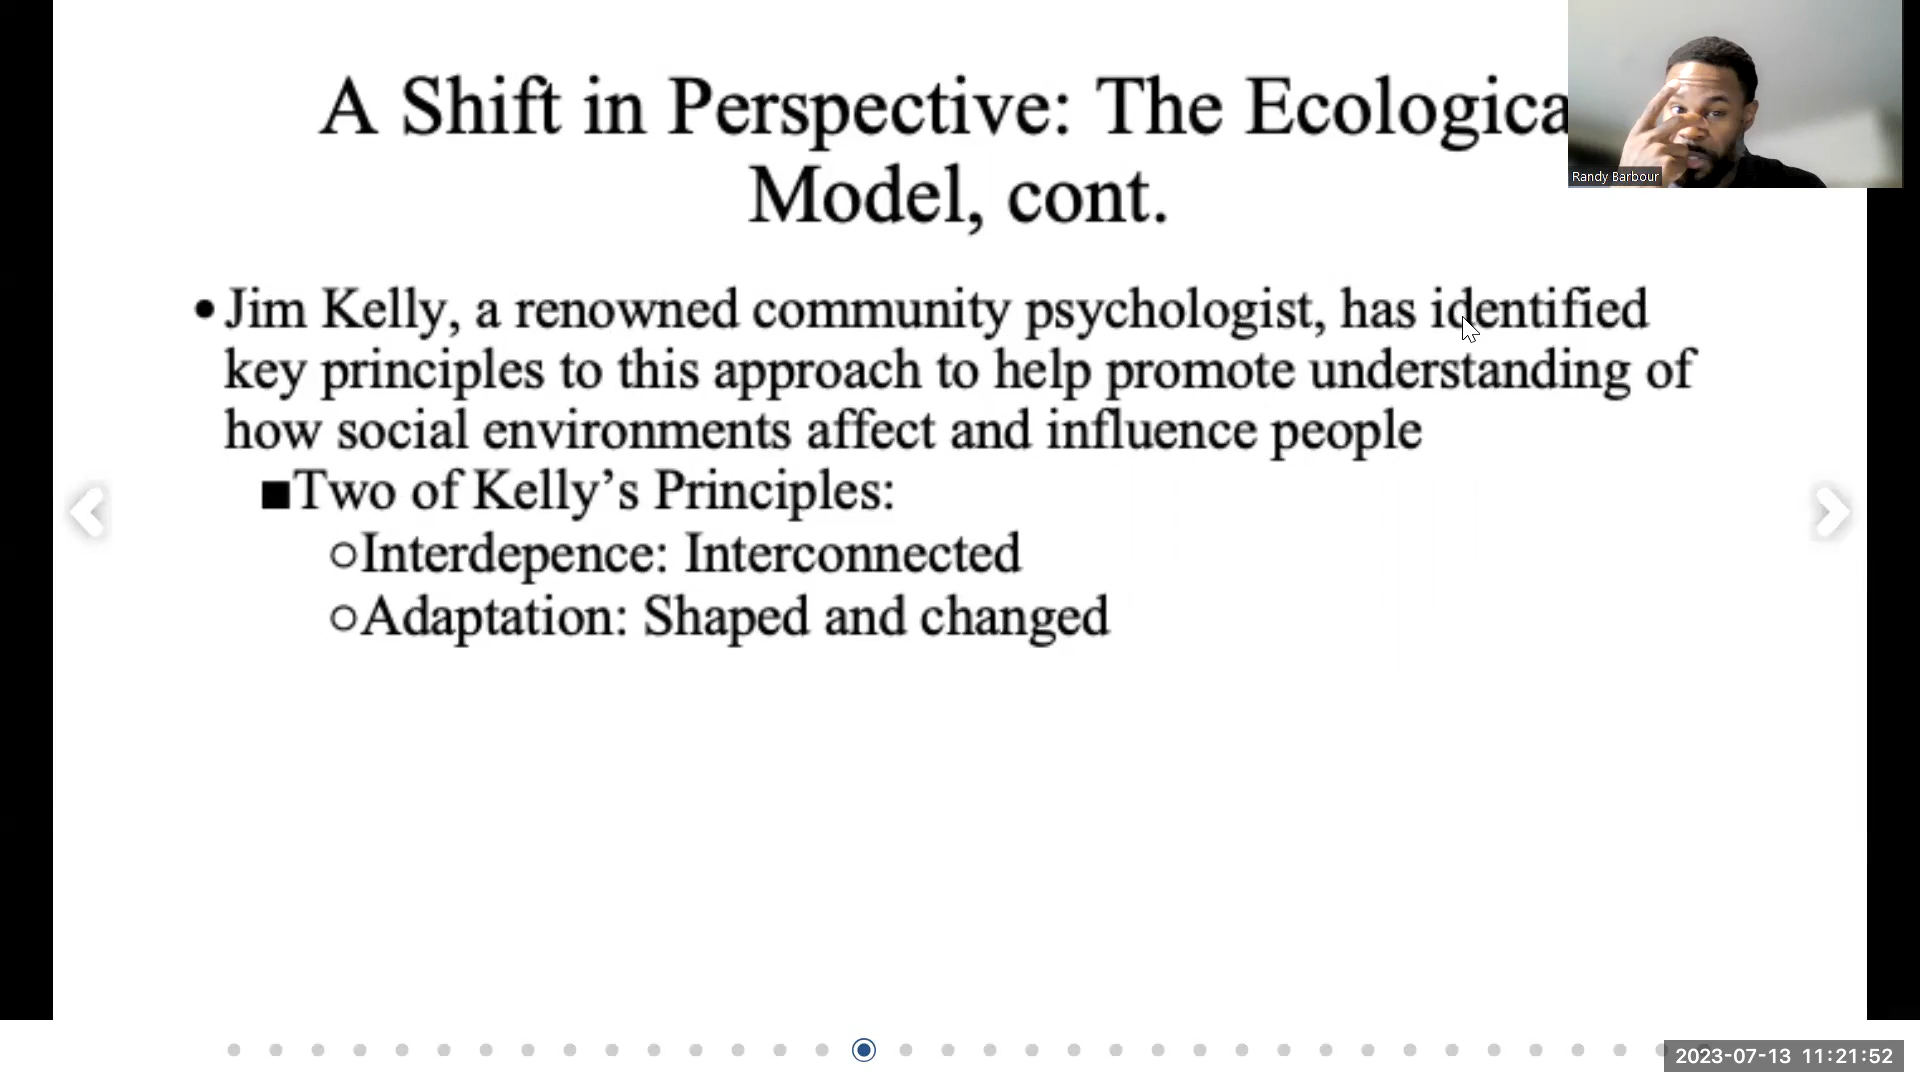 A Shift in Perspective: The Ecologica
Model, cont.
Randy Barbour
• Jim Kelly, a renowned community psychologist, has identified
key principles to this approach to help promote understanding of
how social environments affect and influence people
■Two of Kelly’s Principles:
○Interdepence: Interconnected
○Adaptation: Shaped and changed
2023-07-13 11:21:52